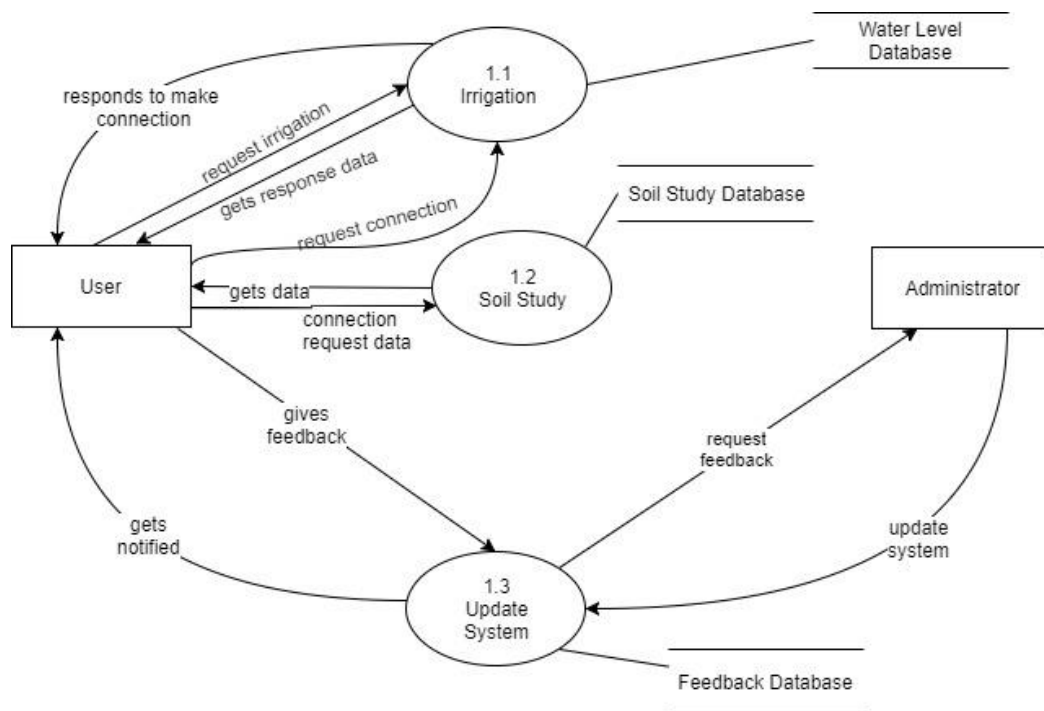 Water Level
Database
1.1
Irrigation
responds to make
connection
request irrigation
gets response data
request connection
Soil Study Database
User
gets data
1.2
Soil Study
Administrator
connection
request data
gives
feedback
request
feedback
gets
notified
update
system
1.3
Update
System
Feedback Database